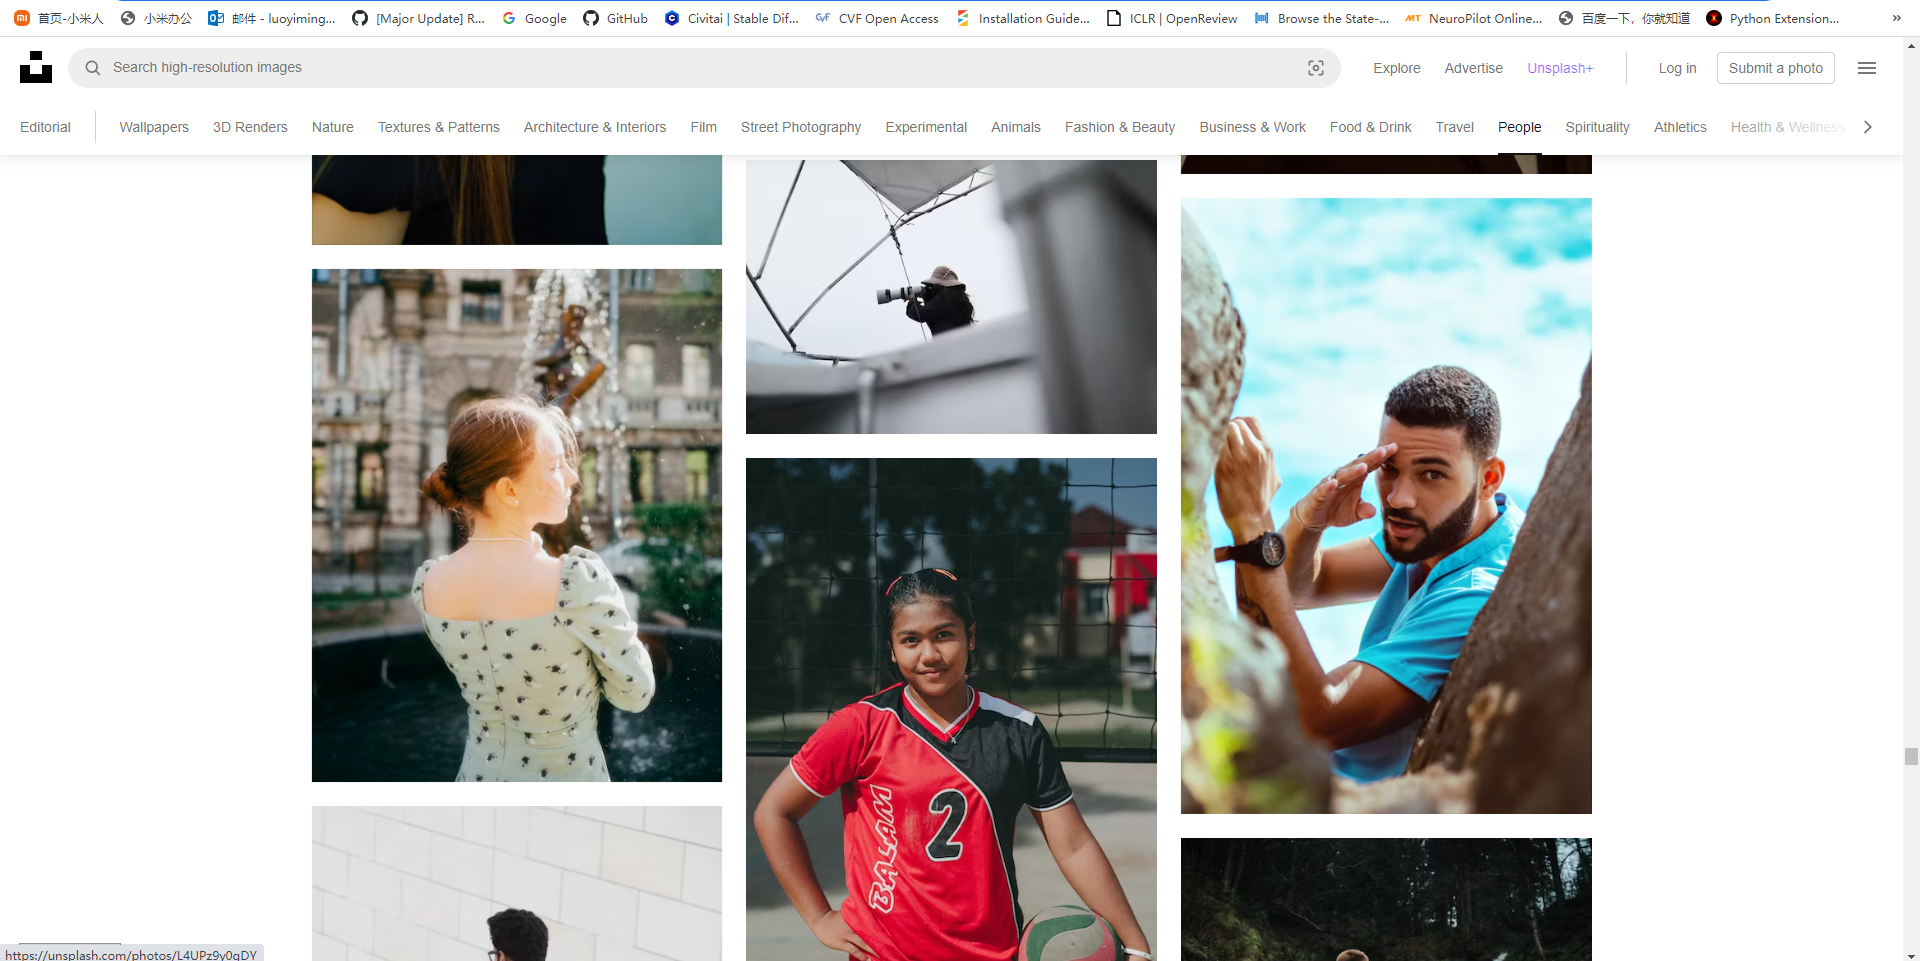 首页-小米人 小米办公 邮件 - luoyiming... [Major Update] R... Google GitHub Civitai | Stable Dif... CVF Open Access Installation Guide... ICLR | OpenReview Browse the State-... NeuroPilot Online... 百度一下，你就知道 Python Extension... »
Search high-resolution images Explore Advertise Unsplash+ Log in Submit a photo
Editorial Wallpapers 3D Renders Nature Textures & Patterns Architecture & Interiors Film Street Photography Experimental Animals Fashion & Beauty Business & Work Food & Drink Travel People Spirituality Athletics Health & Wellness
2
BALAM
https://unsplash.com/photos/L4UPz9y0gDY